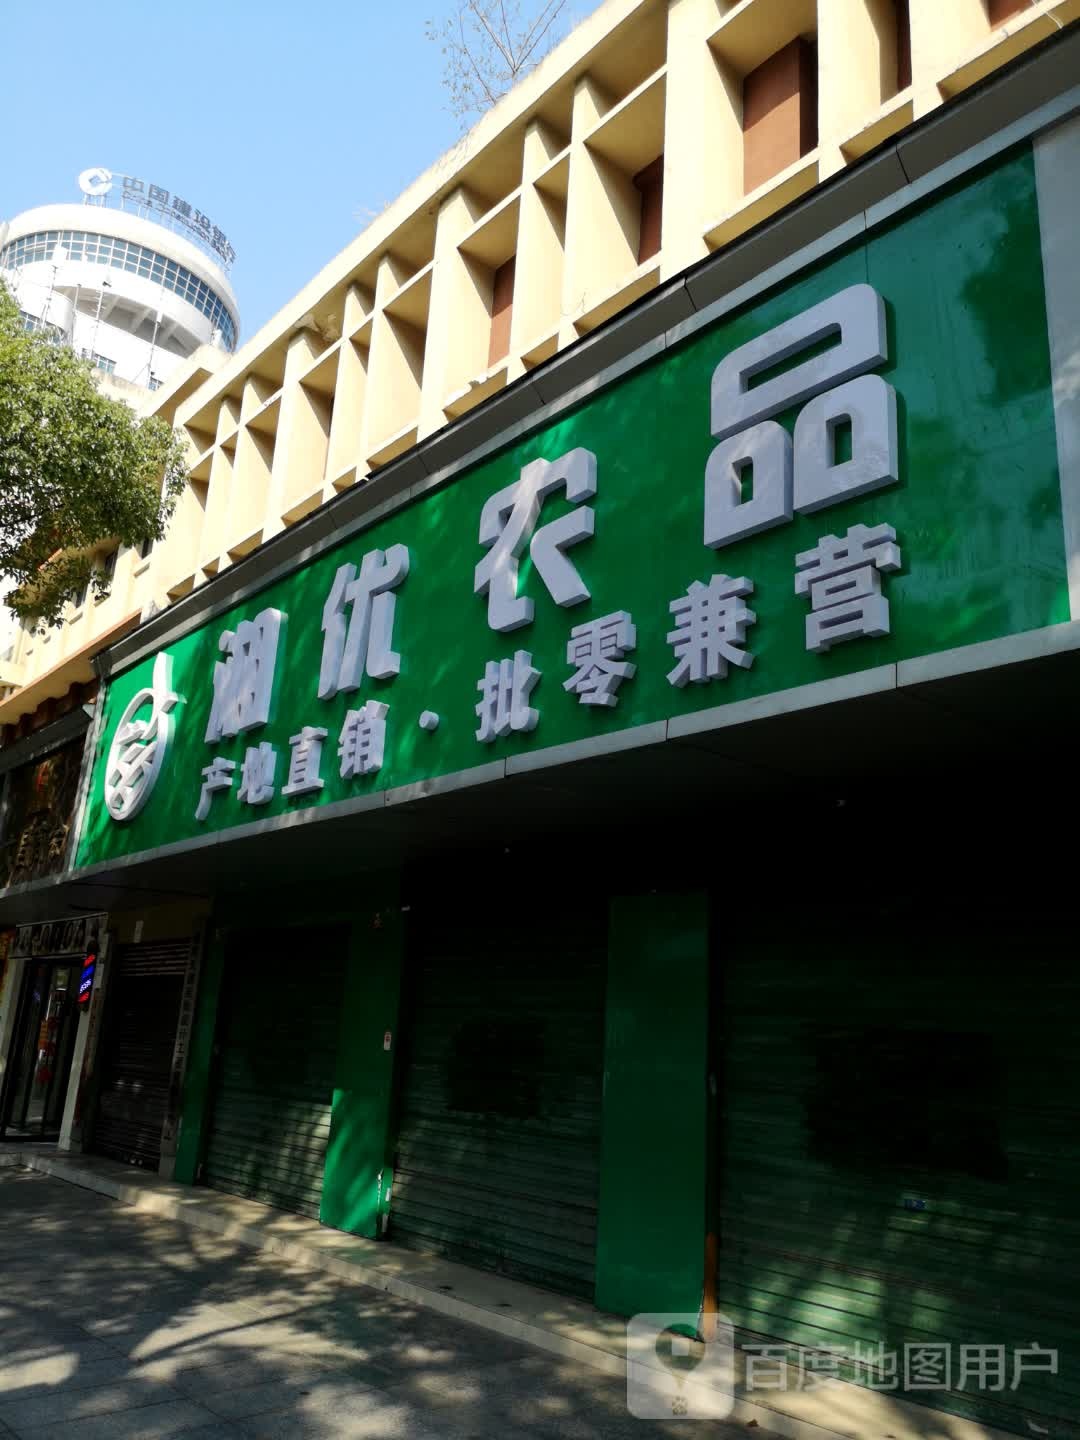 中国建设银行
湘优农品
产地直销·批零兼营
百度地图用户